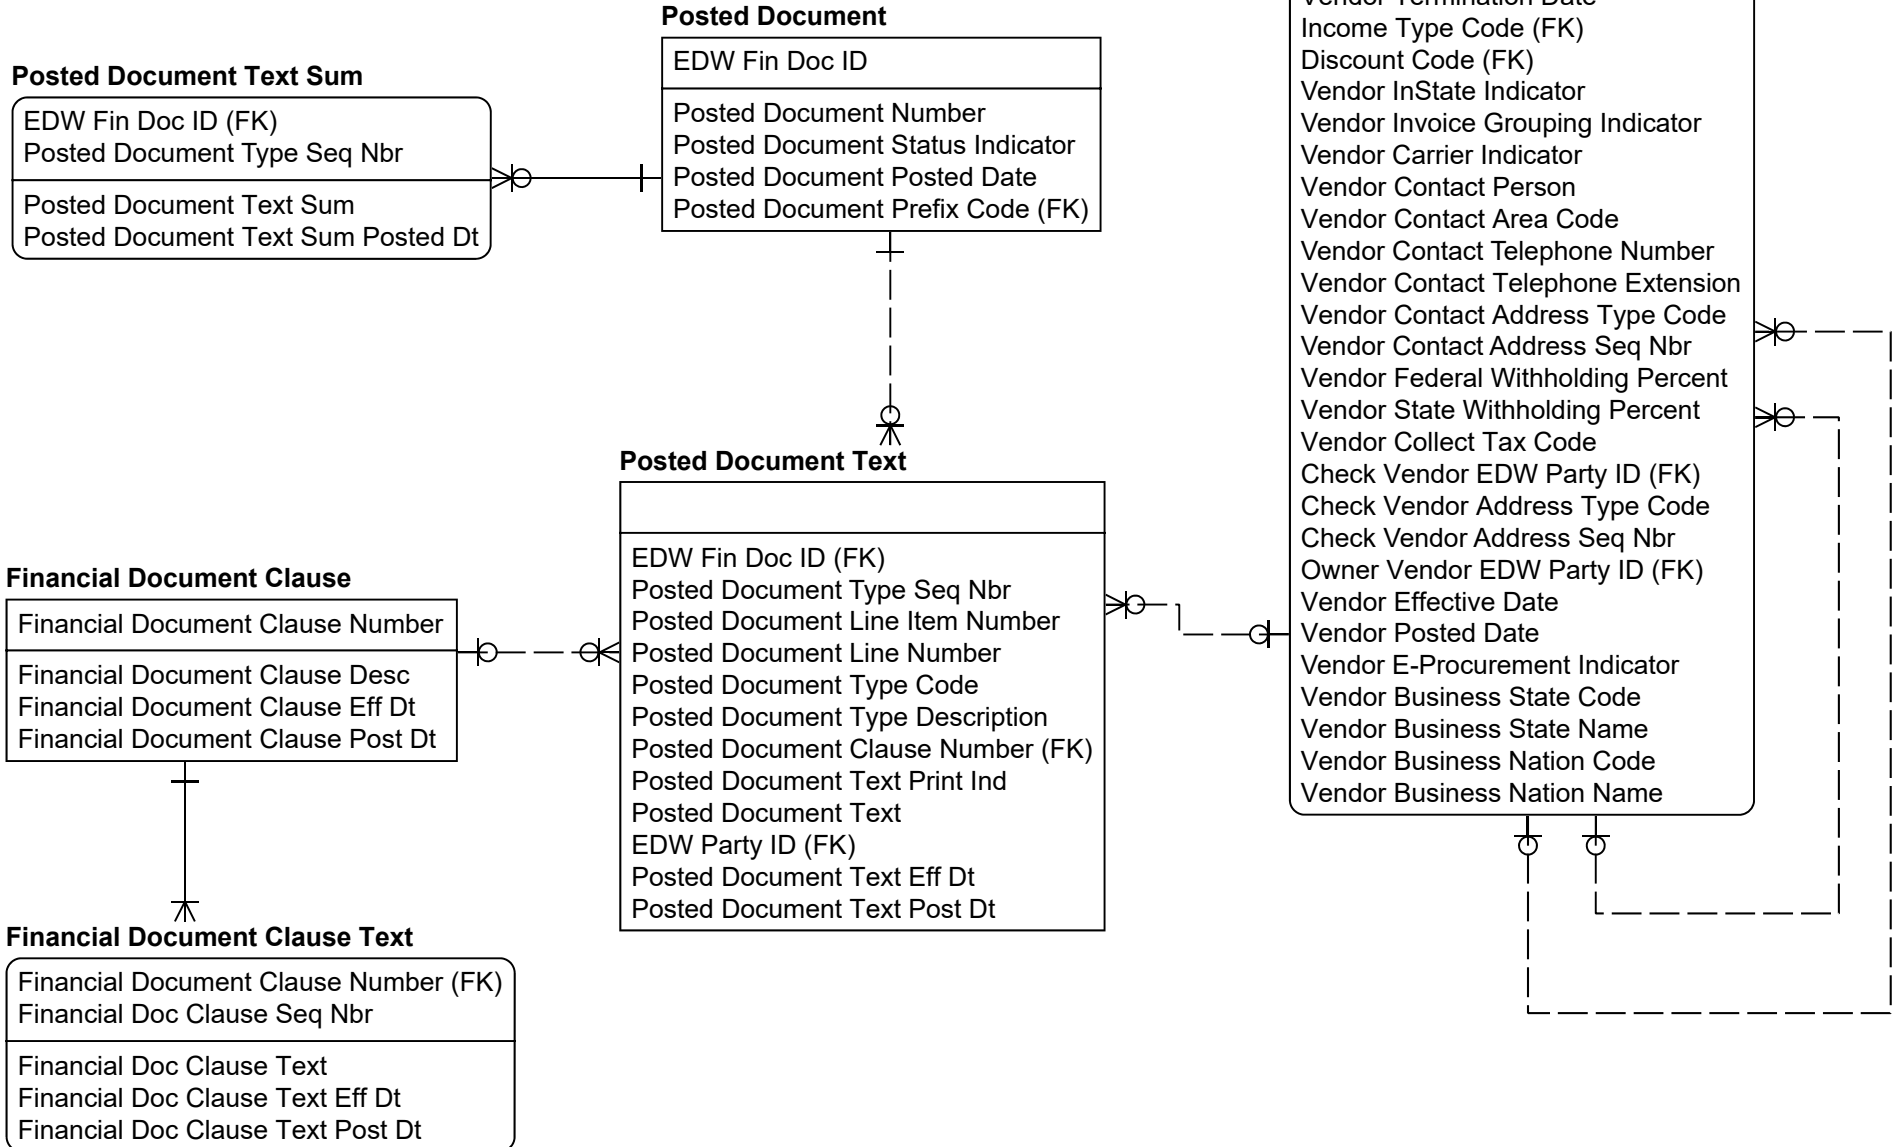 Posted Document
EDW Fin Doc ID
Posted Document Number
Posted Document Status Indicator
Posted Document Posted Date
Posted Document Prefix Code (FK)
Posted Document Text Sum
EDW Fin Doc ID (FK)
Posted Document Type Seq Nbr
Posted Document Text Sum
Posted Document Text Sum Posted Dt
Posted Document Text
EDW Fin Doc ID (FK)
Posted Document Type Seq Nbr
Posted Document Line Item Number
Posted Document Line Number
Posted Document Type Code
Posted Document Type Description
Posted Document Clause Number (FK)
Posted Document Text Print Ind
Posted Document Text
EDW Party ID (FK)
Posted Document Text Eff Dt
Posted Document Text Post Dt
Financial Document Clause
Financial Document Clause Number
Financial Document Clause Desc
Financial Document Clause Eff Dt
Financial Document Clause Post Dt
Financial Document Clause Text
Financial Document Clause Number (FK)
Financial Doc Clause Seq Nbr
Financial Doc Clause Text
Financial Doc Clause Text Eff Dt
Financial Doc Clause Text Post Dt
Vendor Termination Date
Income Type Code (FK)
Discount Code (FK)
Vendor InState Indicator
Vendor Invoice Grouping Indicator
Vendor Carrier Indicator
Vendor Contact Person
Vendor Contact Area Code
Vendor Contact Telephone Number
Vendor Contact Telephone Extension
Vendor Contact Address Type Code
Vendor Contact Address Seq Nbr
Vendor Federal Withholding Percent
Vendor State Withholding Percent
Vendor Collect Tax Code
Check Vendor EDW Party ID (FK)
Check Vendor Address Type Code
Check Vendor Address Seq Nbr
Owner Vendor EDW Party ID (FK)
Vendor Effective Date
Vendor Posted Date
Vendor E-Procurement Indicator
Vendor Business State Code
Vendor Business State Name
Vendor Business Nation Code
Vendor Business Nation Name